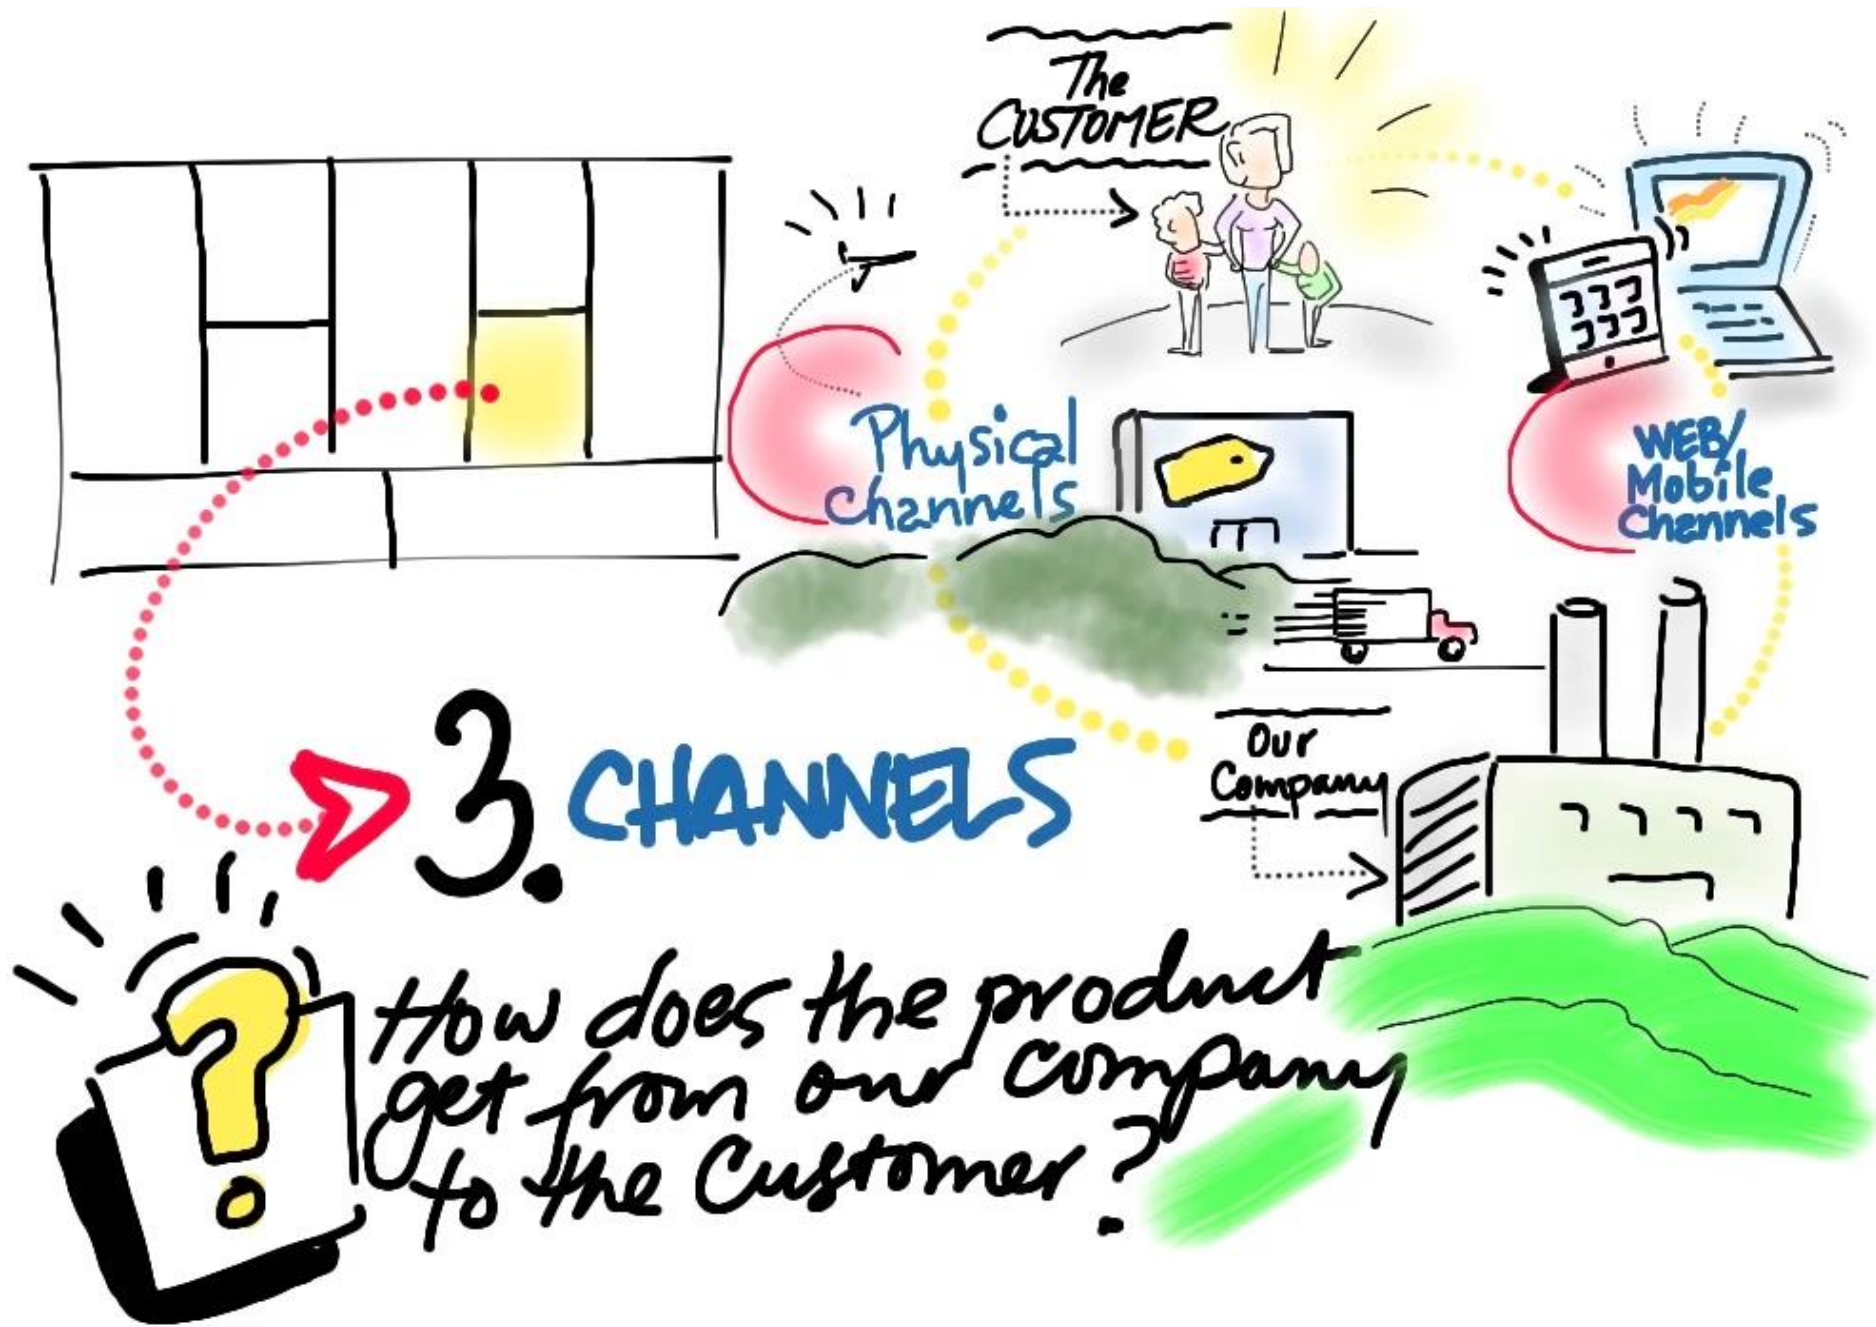 The
CUSTOMER
Physical
Channels
WEB/
Mobile
Channels
Our
Company
3. CHANNELS
How does the product
get from our company
to the Customer?